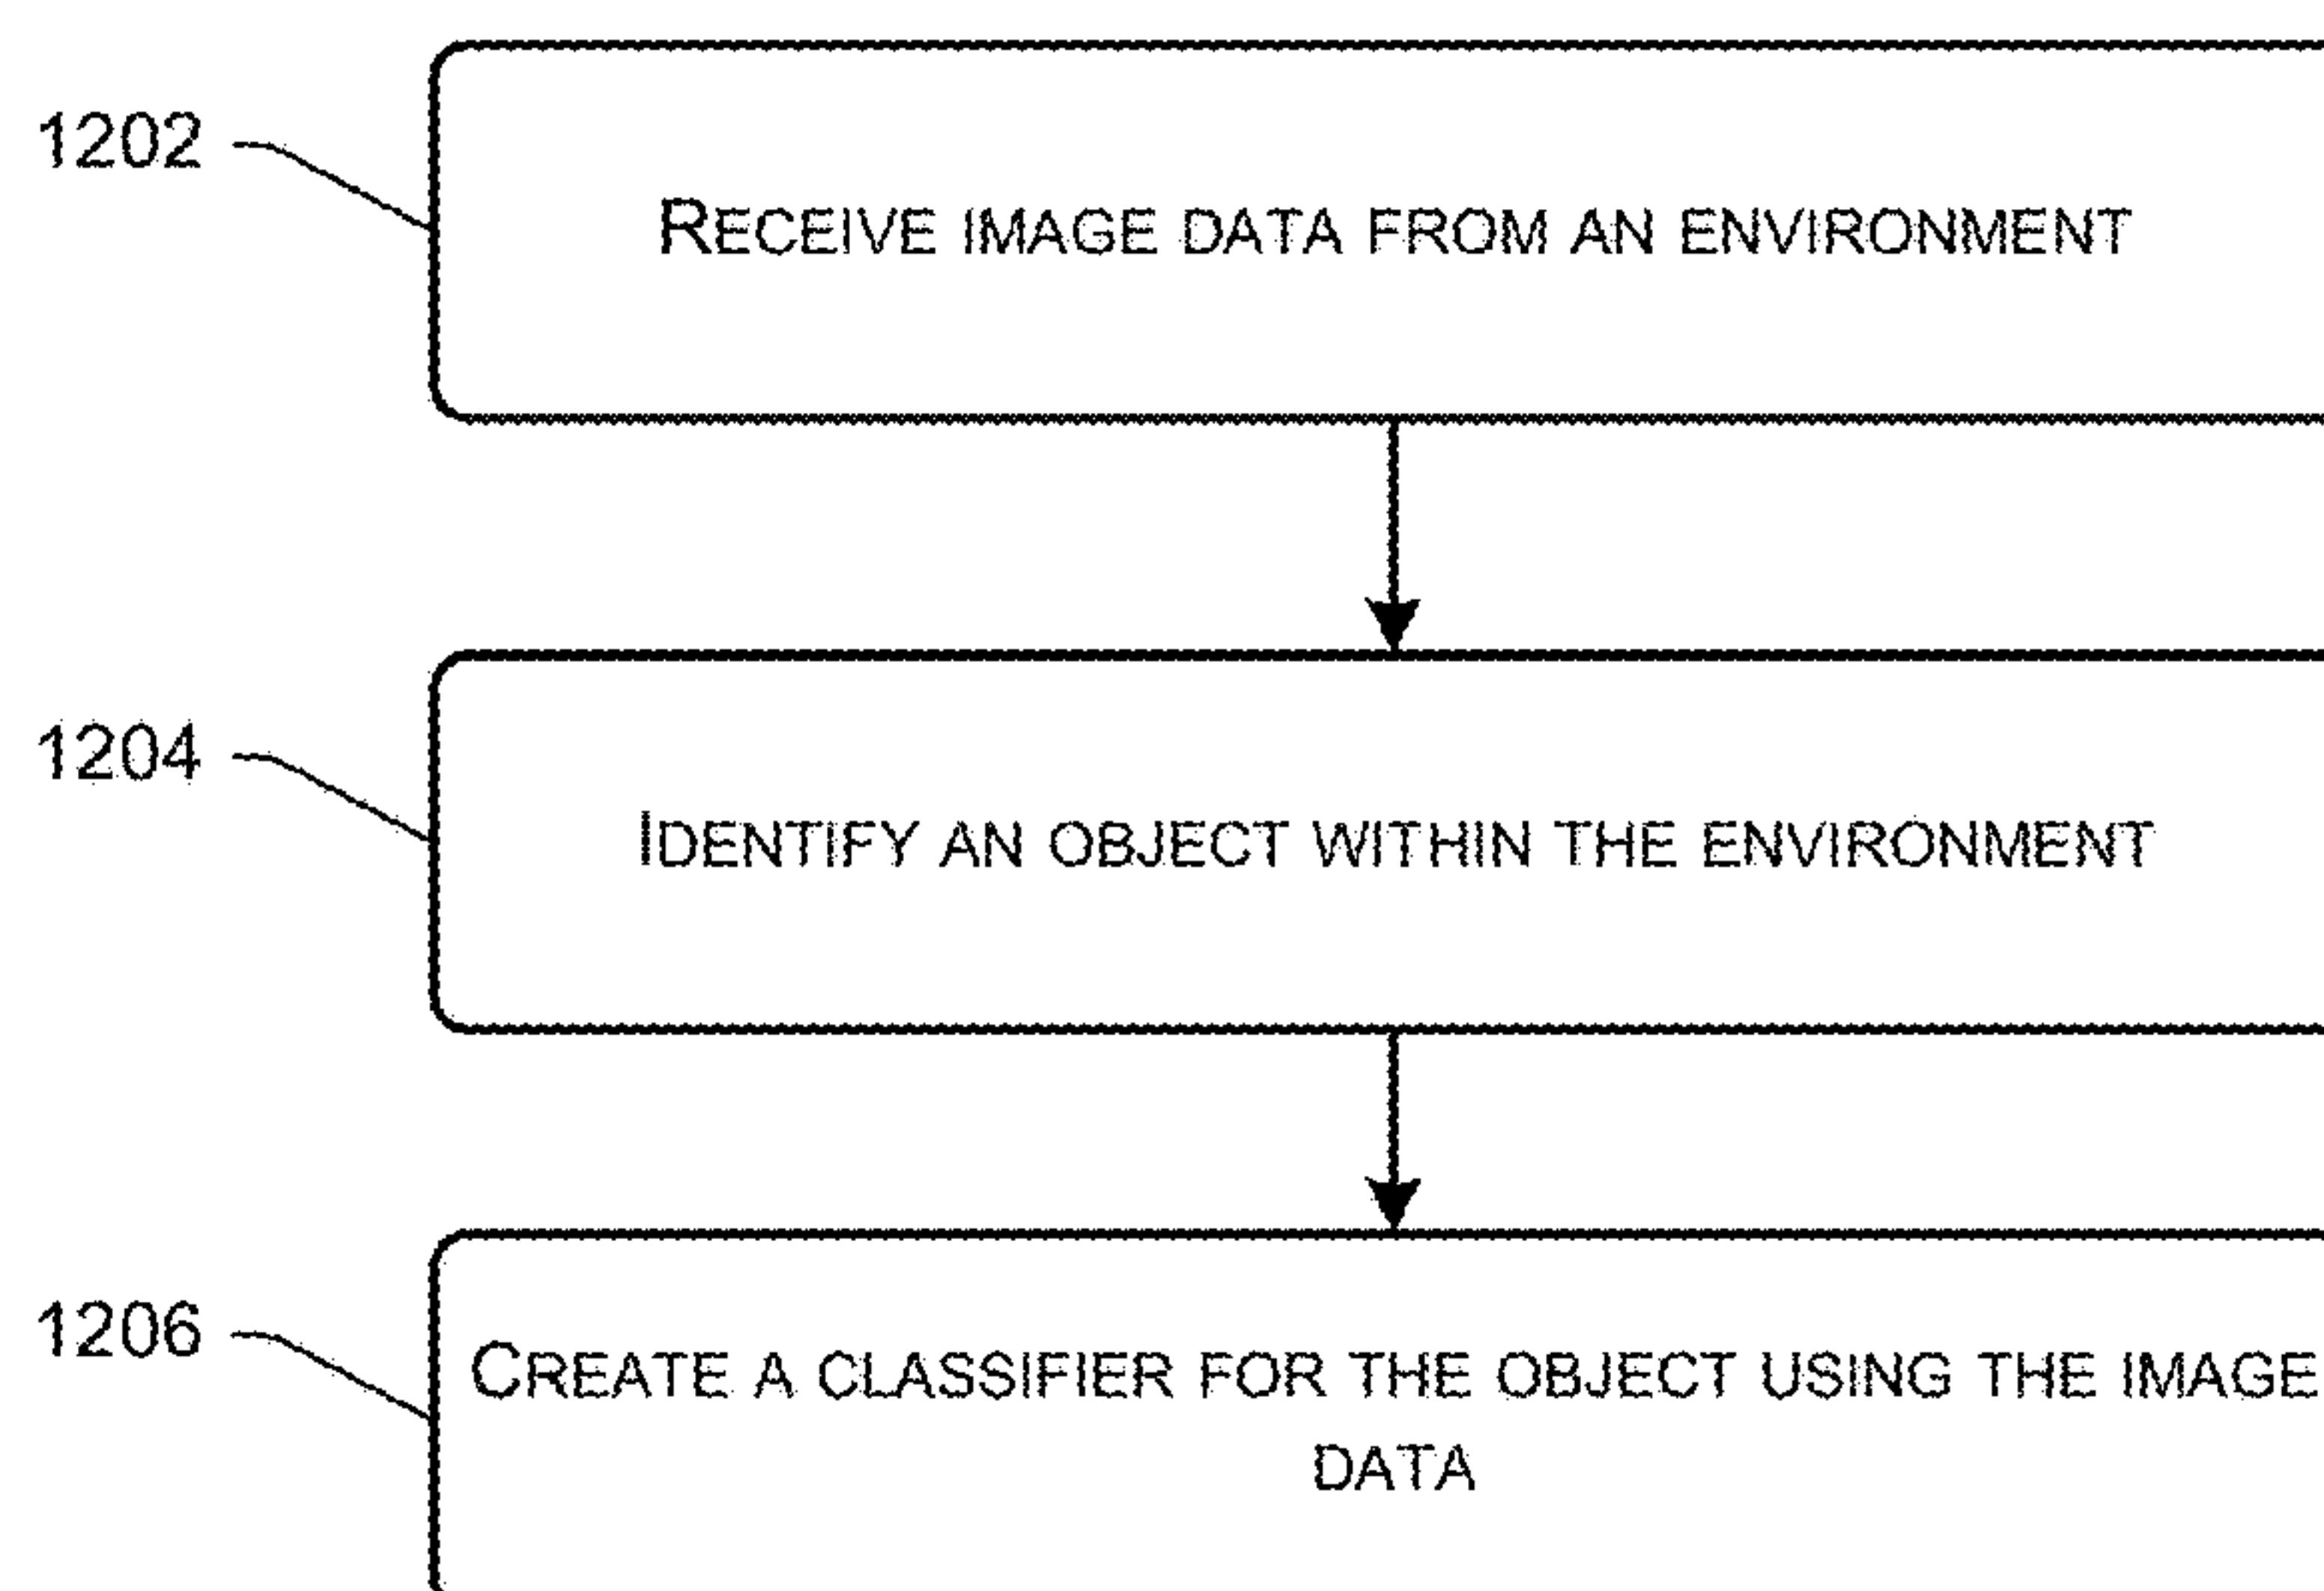 1202
RECEIVE IMAGE DATA FROM AN ENVIRONMENT
1204
IDENTIFY AN OBJECT WITHIN THE ENVIRONMENT
1206
CREATE A CLASSIFIER FOR THE OBJECT USING THE IMAGE
DATA